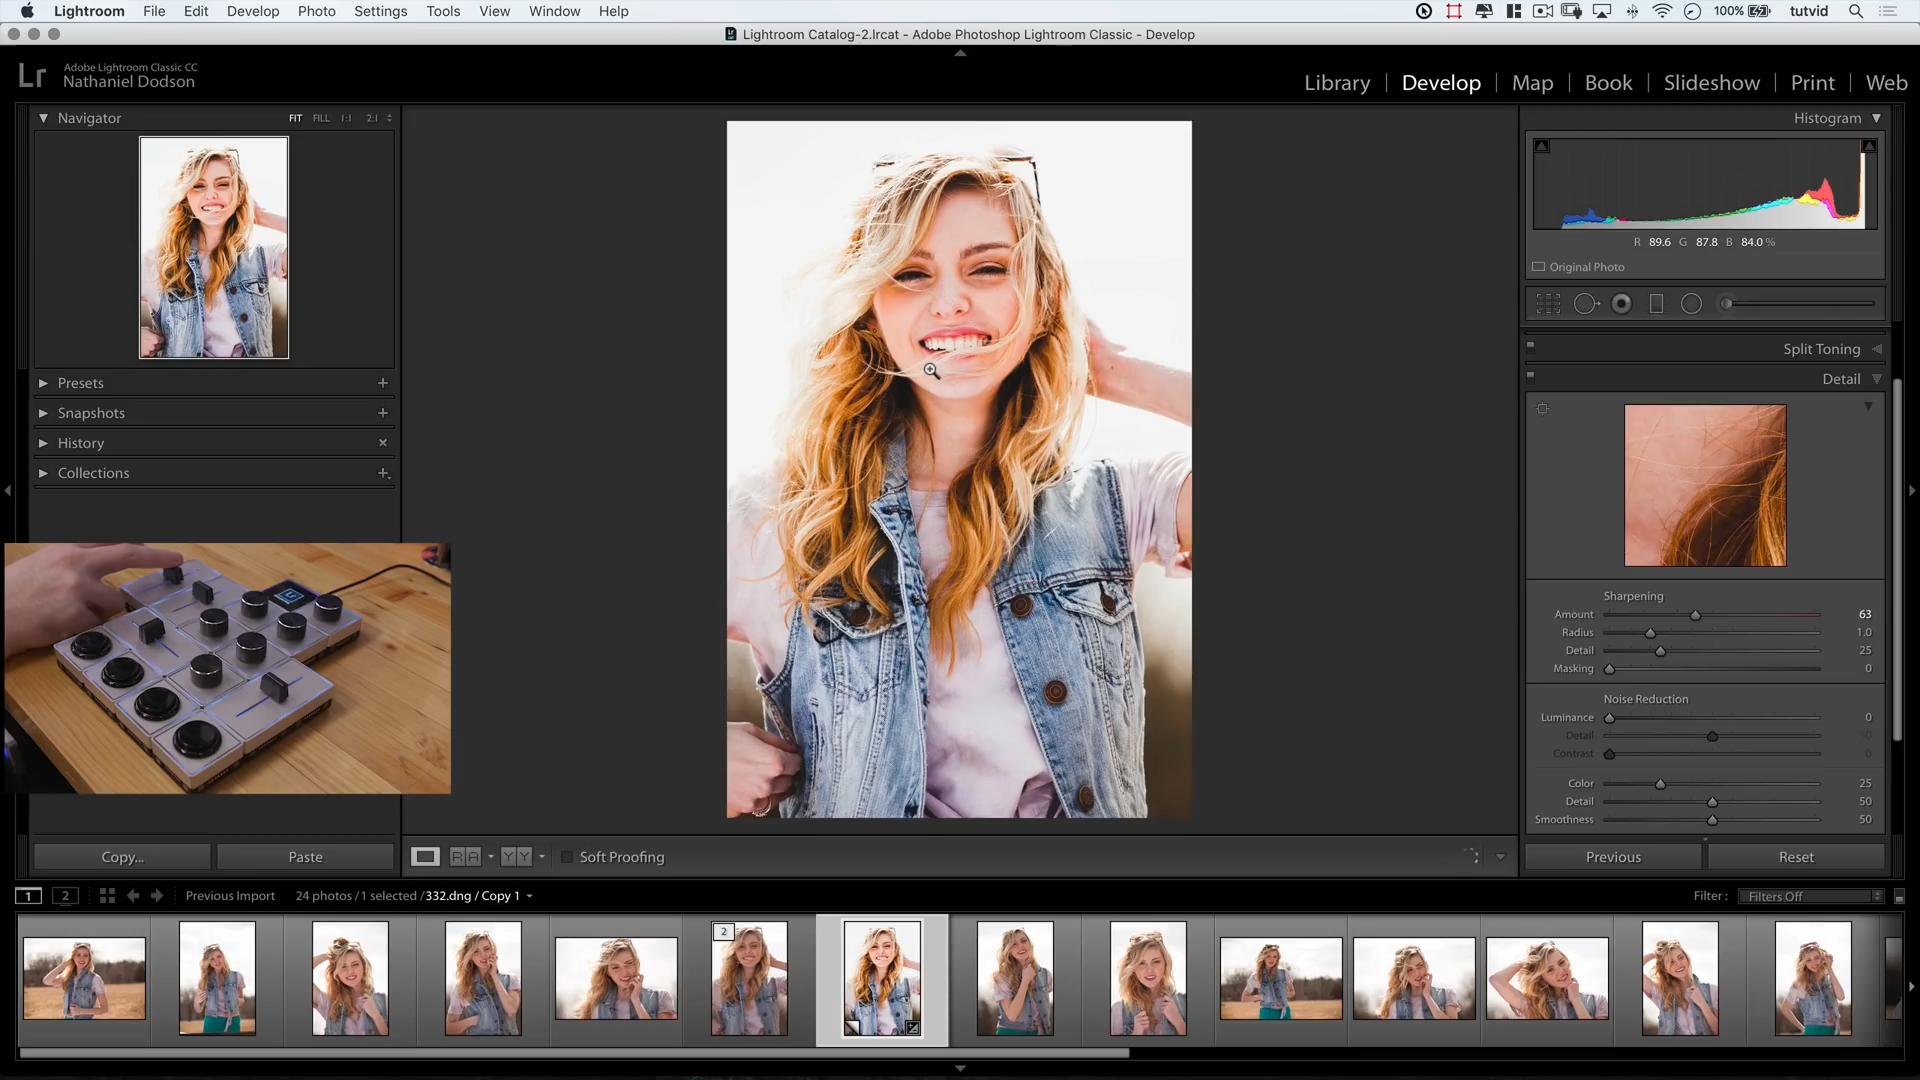 Lightroom File Edit Develop Photo Settings Tools View Window Help 100% tutvid
Lightroom Catalog-2.lrcat - Adobe Photoshop Lightroom Classic - Develop
Lr Adobe Lightroom Classic CC
Nathaniel Dodson
Library | Develop | Map | Book | Slideshow | Print | Web
Navigator FIT FILL 1:1 2:1
Histogram
R 89.6 G 87.8 B 84.0 %
Original Photo
Presets
Snapshots
History
Collections
Split Toning
Detail
Sharpening
Amount 63
Radius 1.0
Detail 25
Masking 0
Noise Reduction
Luminance 0
Detail 50
Contrast 0
Color 25
Detail 50
Smoothness 50
Copy... Paste
R A Y Y Soft Proofing
Previous Reset
1 2 Previous Import 24 photos /1 selected /332.dng / Copy 1 Filter : Filters Off
2